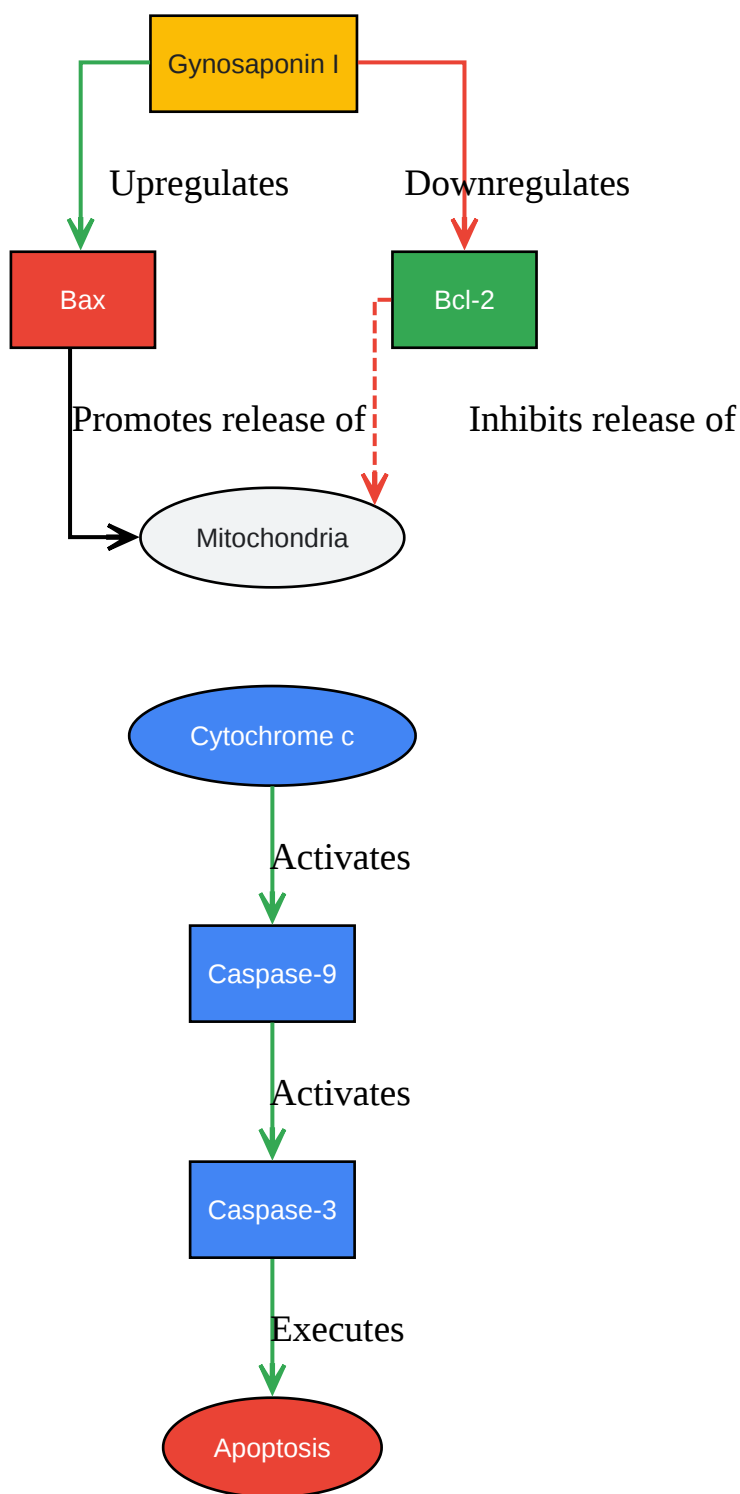 Gynosaponin I
Upregulates
Downregulates
Bax
Bcl-2
Promotes release of
Inhibits release of
Mitochondria
Cytochrome c
Activates
Caspase-9
Activates
Caspase-3
Executes
Apoptosis